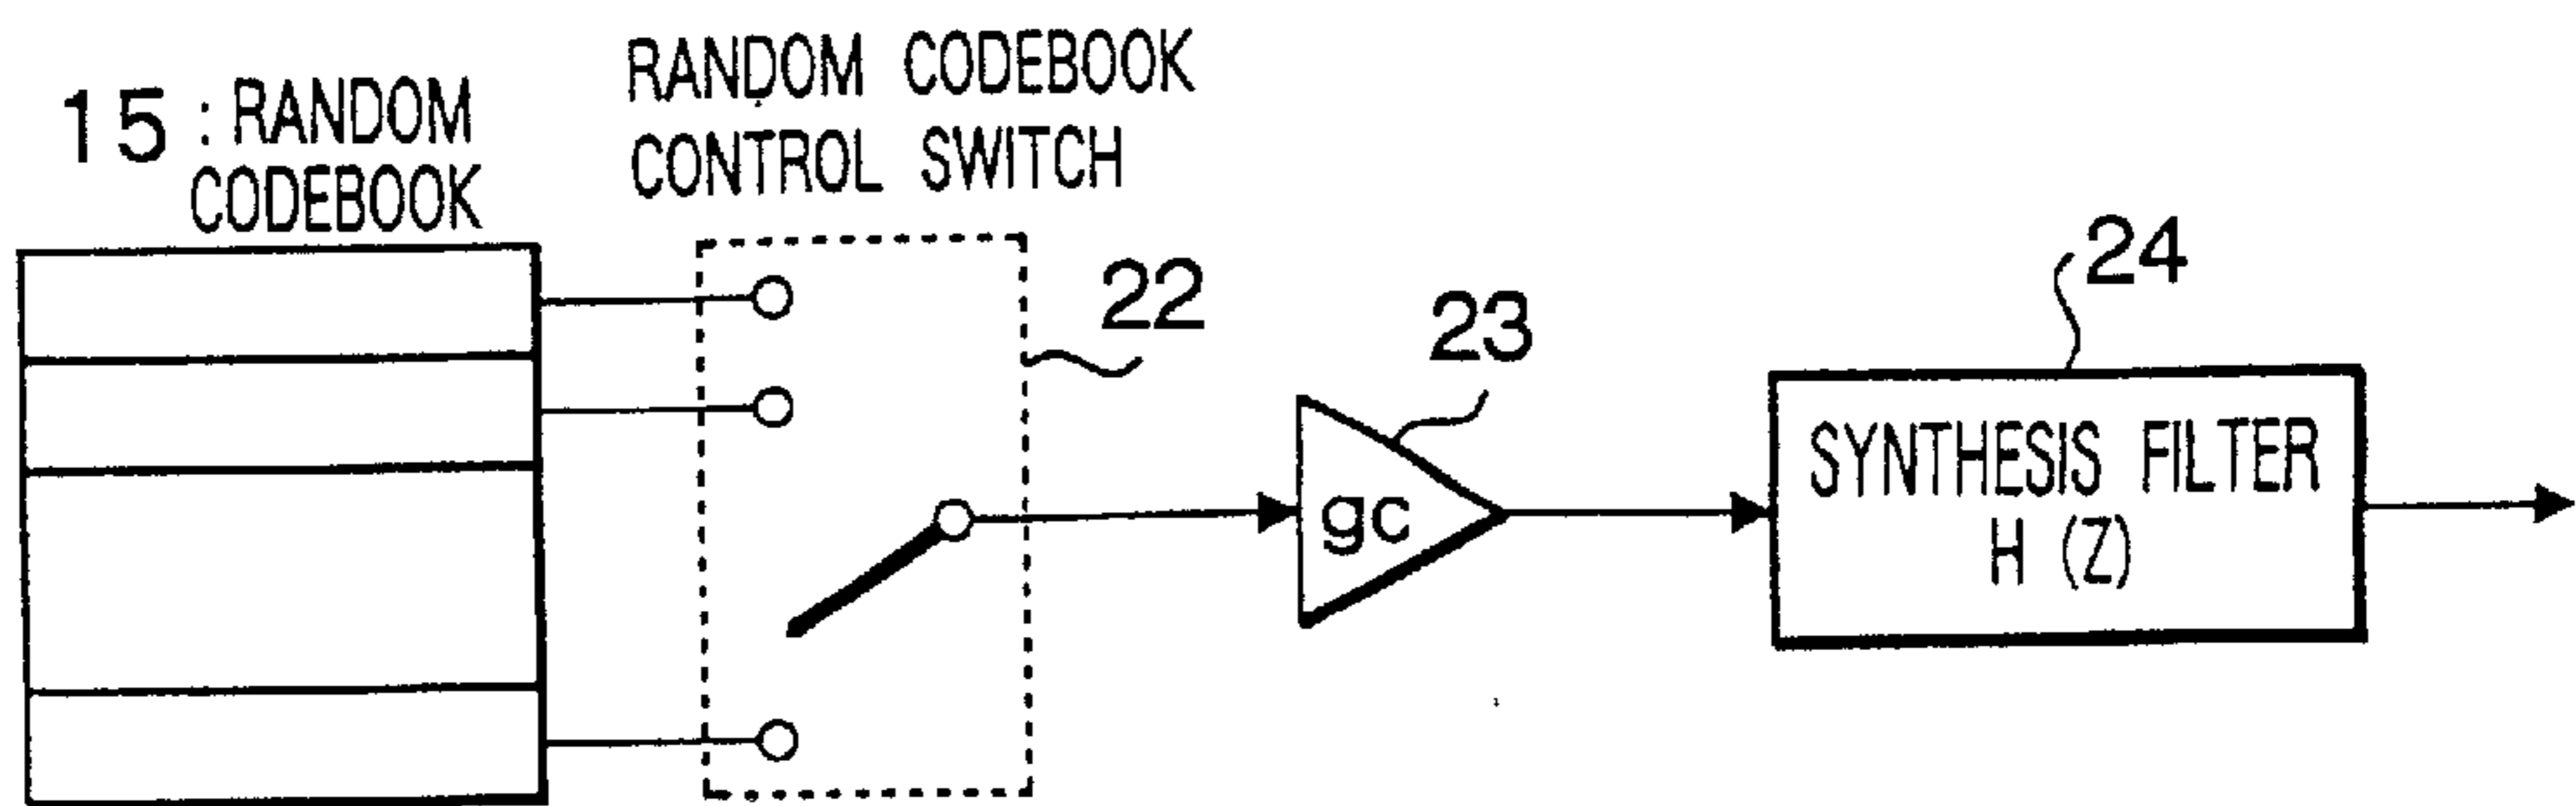 15 : RANDOM
CODEBOOK
RANDOM CODEBOOK
CONTROL SWITCH
22
23
24
gc
SYNTHESIS FILTER
H (Z)